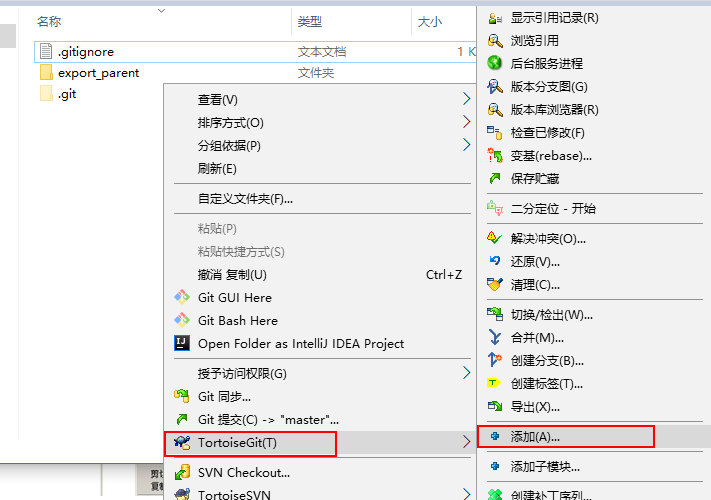 名称
类型
大小
.gitignore
文本文档
1 K
export_parent
文件夹
.git
查看(V)
排序方式(O)
分组依据(P)
刷新(E)
自定义文件夹(F)...
粘贴(P)
粘贴快捷方式(S)
撤消 复制(U)
Ctrl+Z
Git GUI Here
Git Bash Here
Open Folder as IntelliJ IDEA Project
授予访问权限(G)
Git 同步...
Git 提交(C) -> "master"...
TortoiseGit(T)
SVN Checkout...
TortoiseSVN
显示引用记录(R)
浏览引用
后台服务进程
版本分支图(G)
版本库浏览器(R)
检查已修改(F)
变基(rebase)...
保存贮藏
二分定位 - 开始
解决冲突(O)...
还原(V)...
清理(C)...
切换/检出(W)...
合并(M)...
创建分支(B)...
创建标签(T)...
导出(X)...
添加(A)...
添加子模块...
创建补丁序列...